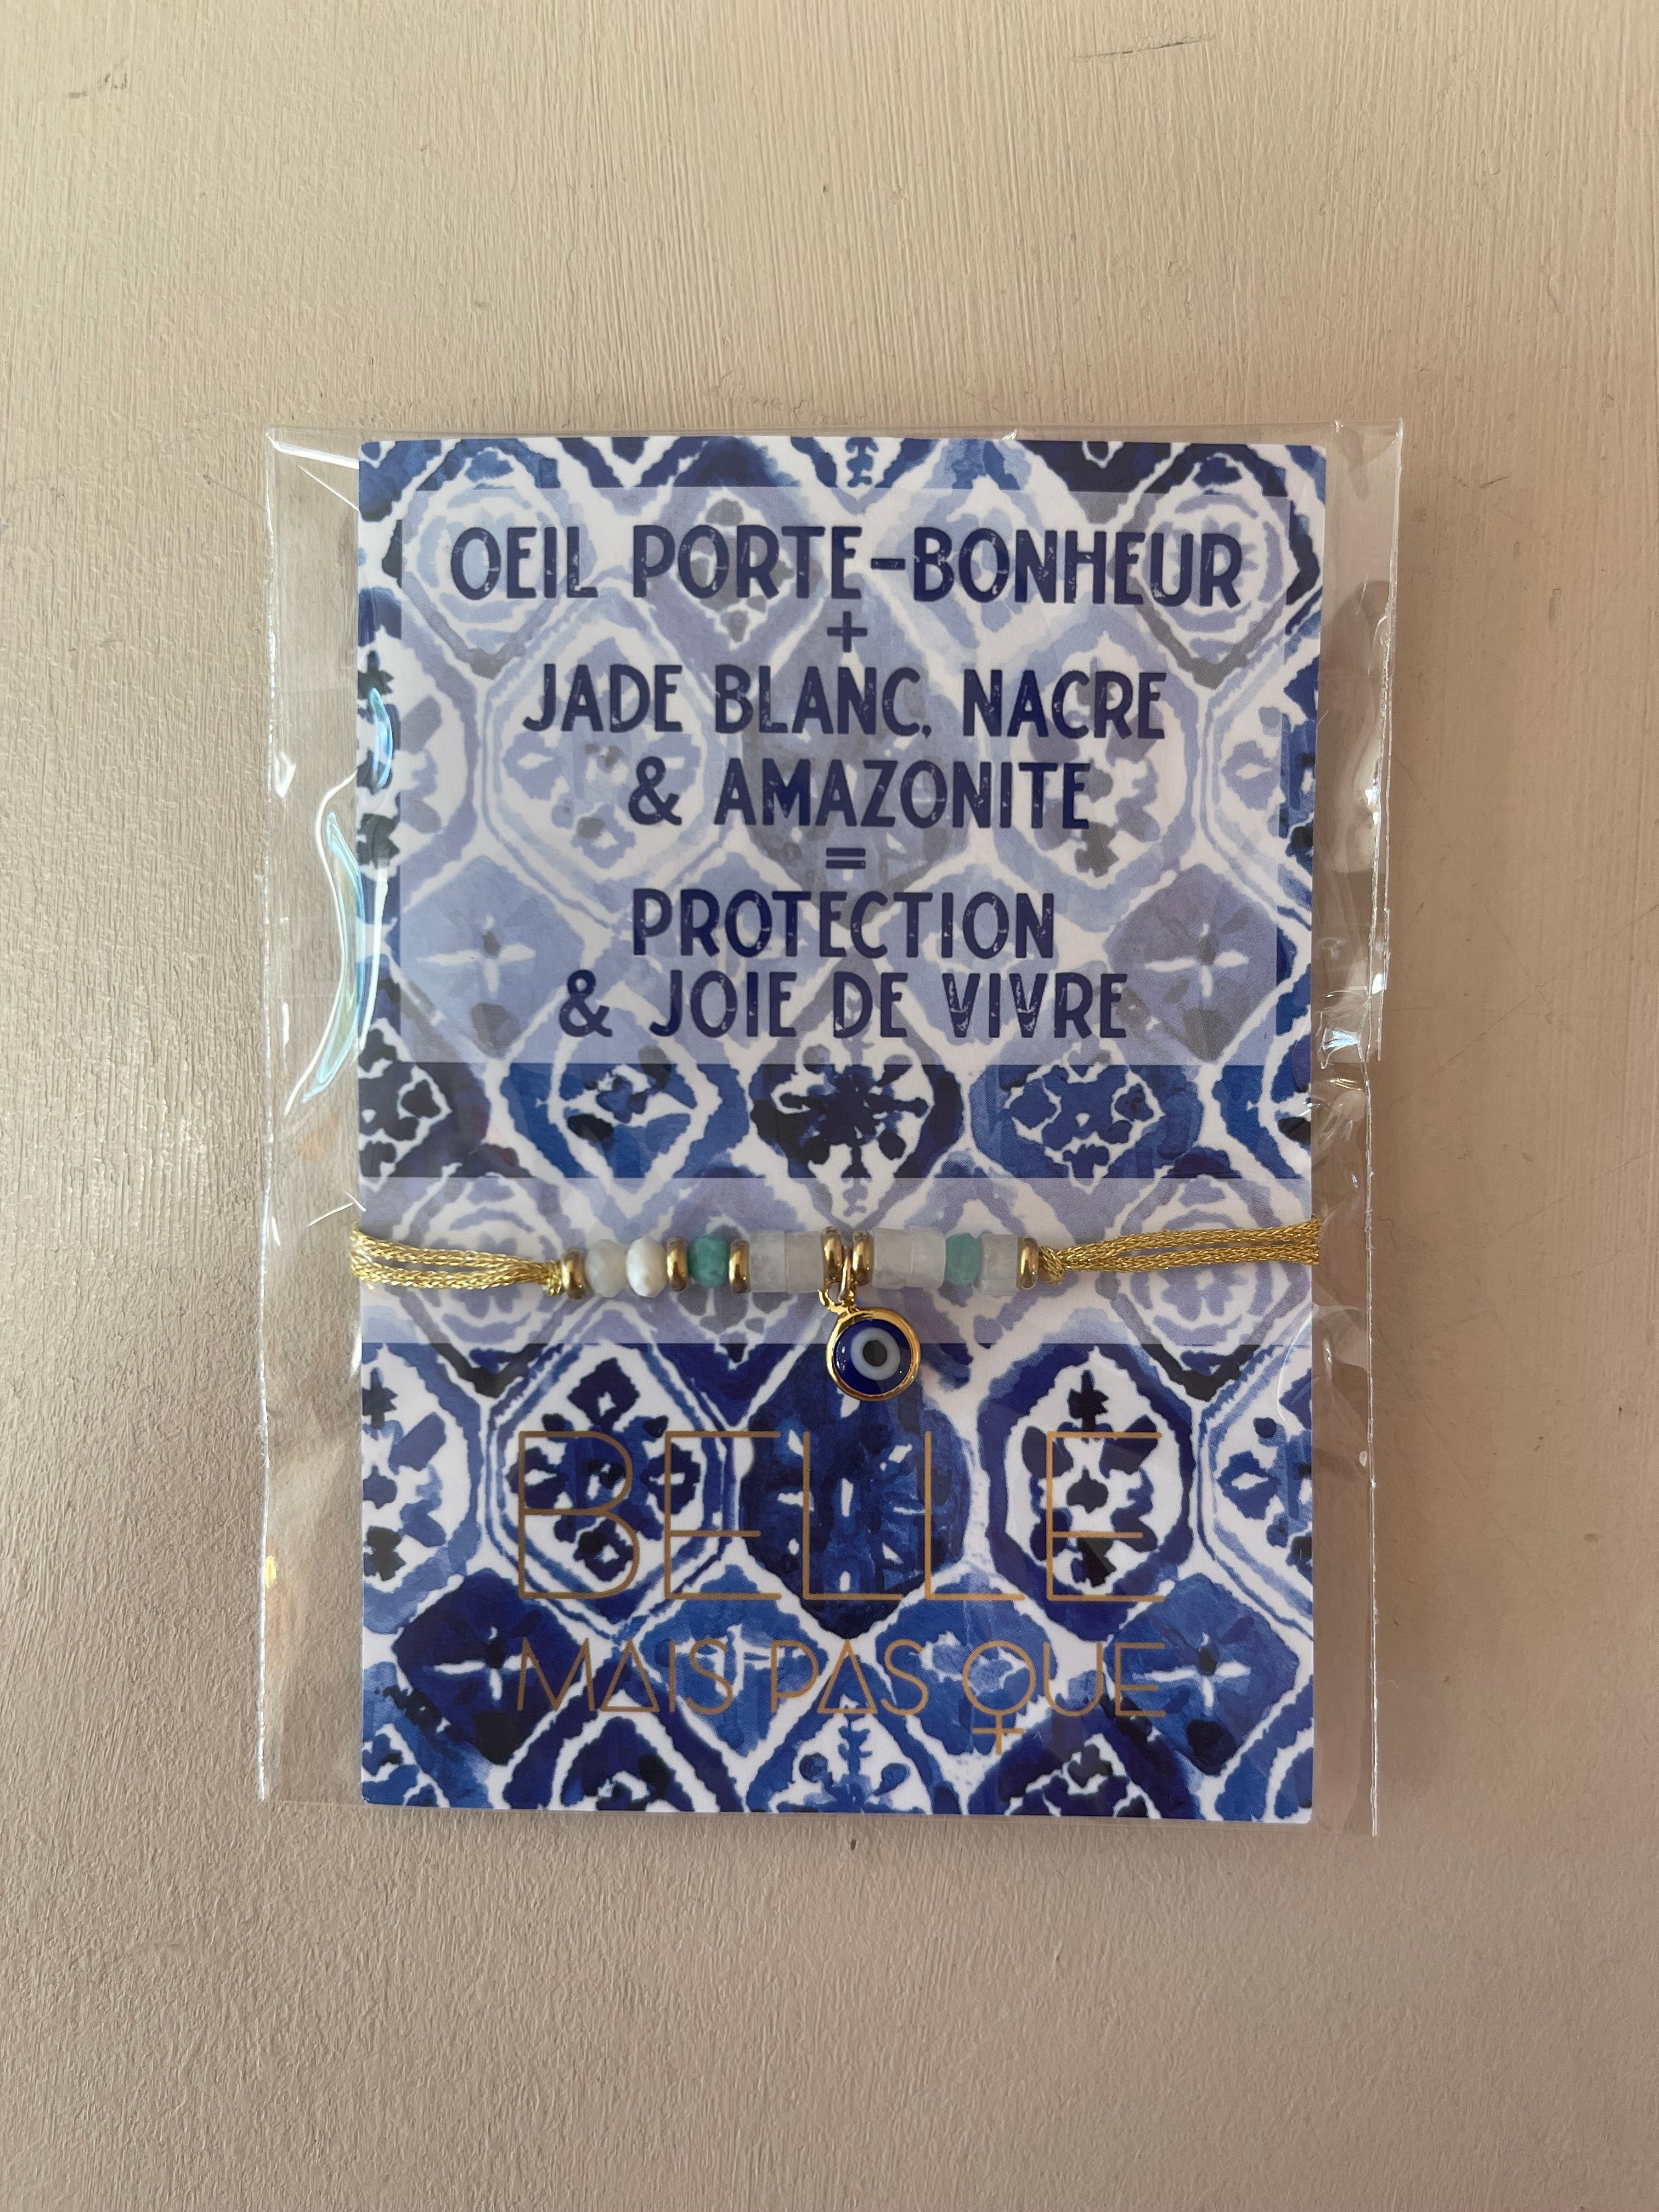 OEIL PORTE-BONHEUR
+
JADE BLANC, NACRE
& AMAZONITE
=
PROTECTION
& JOIE DE VIVRE
BELLE
MAIS PAS QUE